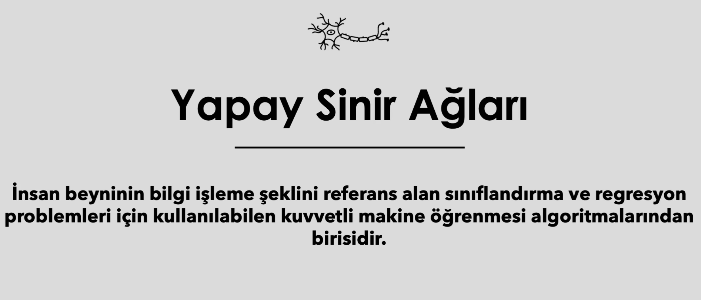 Yapay Sinir Ağları
İnsan beyninin bilgi işleme şeklini referans alan sınıflandırma ve regresyon
problemleri için kullanılabilen kuvvetli makine öğrenmesi algoritmalarından
birisidir.